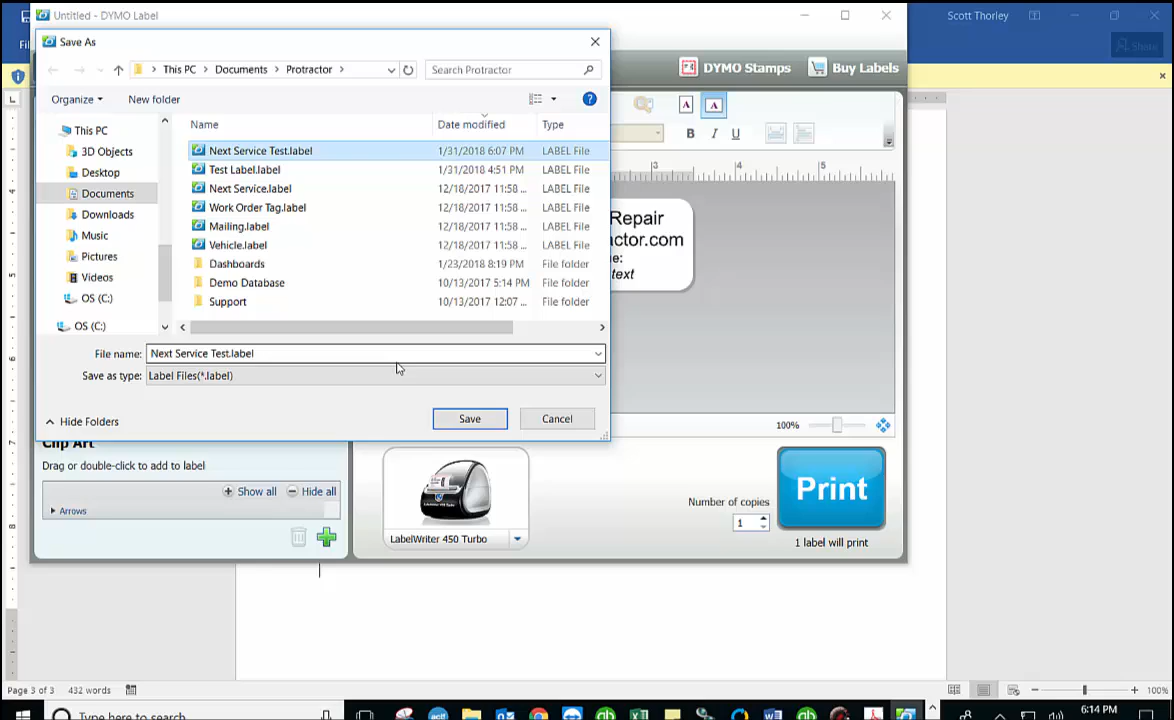 Untitled - DYMO Label
Scott Thorley
Save As
Share
This PC
Documents
Protractor
Search Protractor
DYMO Stamps
Buy Labels
Organize
New folder
Name
Date modified
Type
This PC
3D Objects
Desktop
Documents
Downloads
Music
Pictures
Videos
OS (C:)
OS (C:)
Next Service Test.label 1/31/2018 6:07 PM LABEL File
Test Label.label 1/31/2018 4:51 PM LABEL File
Next Service.label 12/18/2017 11:58 ... LABEL File
Work Order Tag.label 12/18/2017 11:58 ... LABEL File
Mailing.label 12/18/2017 11:58 ... LABEL File
Vehicle.label 12/18/2017 11:58 ... LABEL File
Dashboards 1/23/2018 8:19 PM File folder
Demo Database 10/13/2017 5:14 PM File folder
Support 10/13/2017 12:07 ... File folder
A A
B I U
3 4 5
Repair
ctor.com
e:
text
File name: Next Service Test.label
Save as type: Label Files(*.label)
Hide Folders
Save
Cancel
100%
Clip Art
Drag or double-click to add to label
Show all
Hide all
Arrows
LabelWriter 450 Turbo
Number of copies
1
Print
1 label will print
Page 3 of 3
432 words
100%
Type here to search
6:14 PM